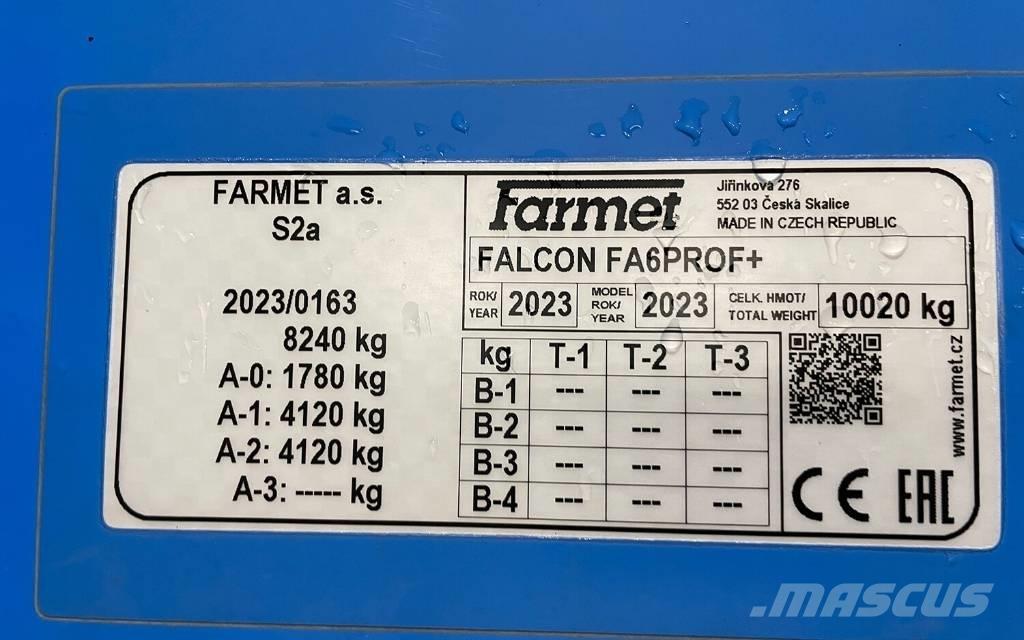 FARMET a.s.
S2a
2023/0163
8240 kg
A-0: 1780 kg
A-1: 4120 kg
A-2: 4120 kg
A-3: ----- kg
Farmet
Jiřinkova 276
552 03 Česká Skalice
MADE IN CZECH REPUBLIC
FALCON FA6PROF+
ROK/ YEAR 2023 MODEL ROK/ YEAR 2023 CELK. HMOT/ TOTAL WEIGHT 10020 kg
kg T-1 T-2 T-3
B-1 --- --- ---
B-2 --- --- ---
B-3 --- --- ---
B-4 --- --- ---
www.farmet.cz
CE EAC
MASCUS